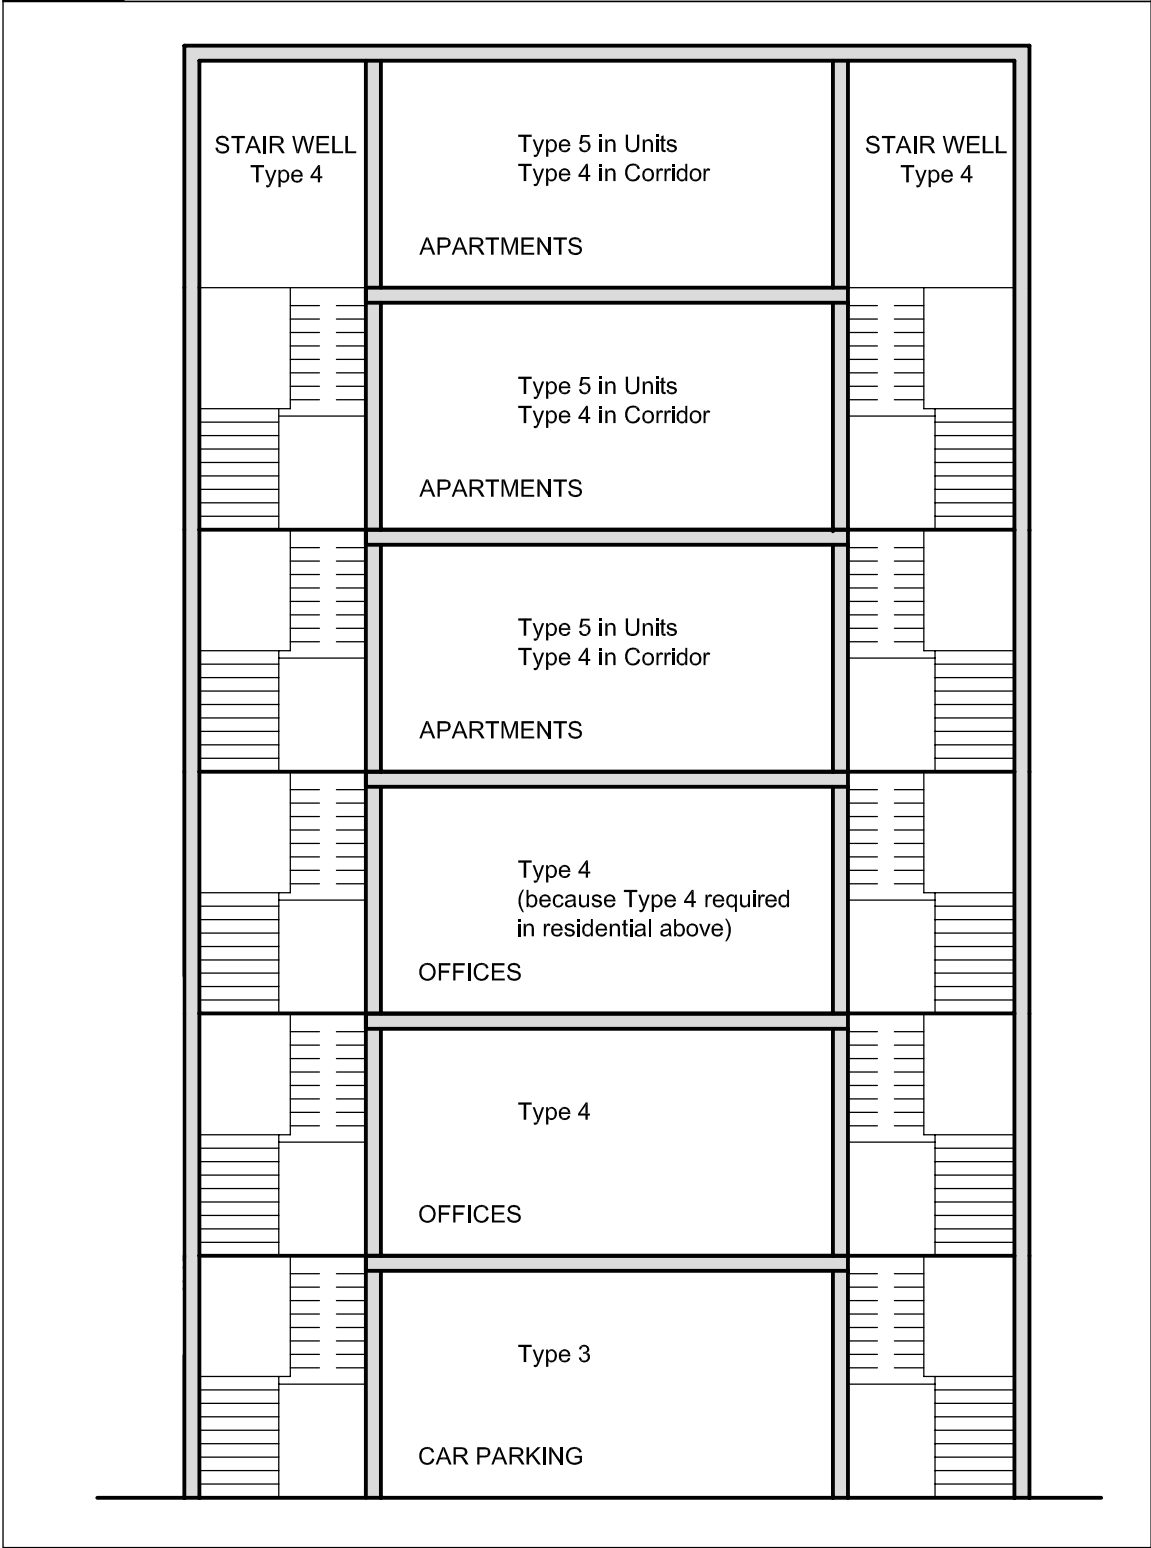 STAIR WELL
Type 4
Type 5 in Units
Type 4 in Corridor
APARTMENTS
STAIR WELL
Type 4
Type 5 in Units
Type 4 in Corridor
APARTMENTS
Type 5 in Units
Type 4 in Corridor
APARTMENTS
Type 4
(because Type 4 required
in residential above)
OFFICES
Type 4
OFFICES
Type 3
CAR PARKING